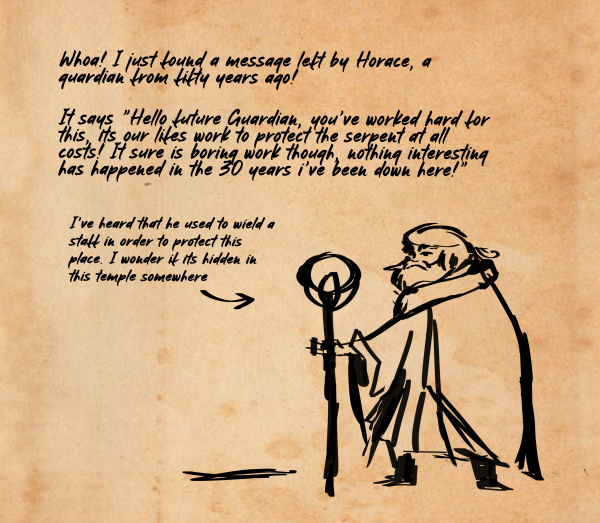 Whoa! I just found a message left by Horace, a
guardian from fifty years ago!
It says "Hello future Guardian, you've worked hard for
this, its our lifes work to protect the serpent at all
costs! It sure is boring work though, nothing interesting
has happened in the 30 years i've been down here!"
I've heard that he used to wield a
staff in order to protect this
place. I wonder if its hidden in
this temple somewhere